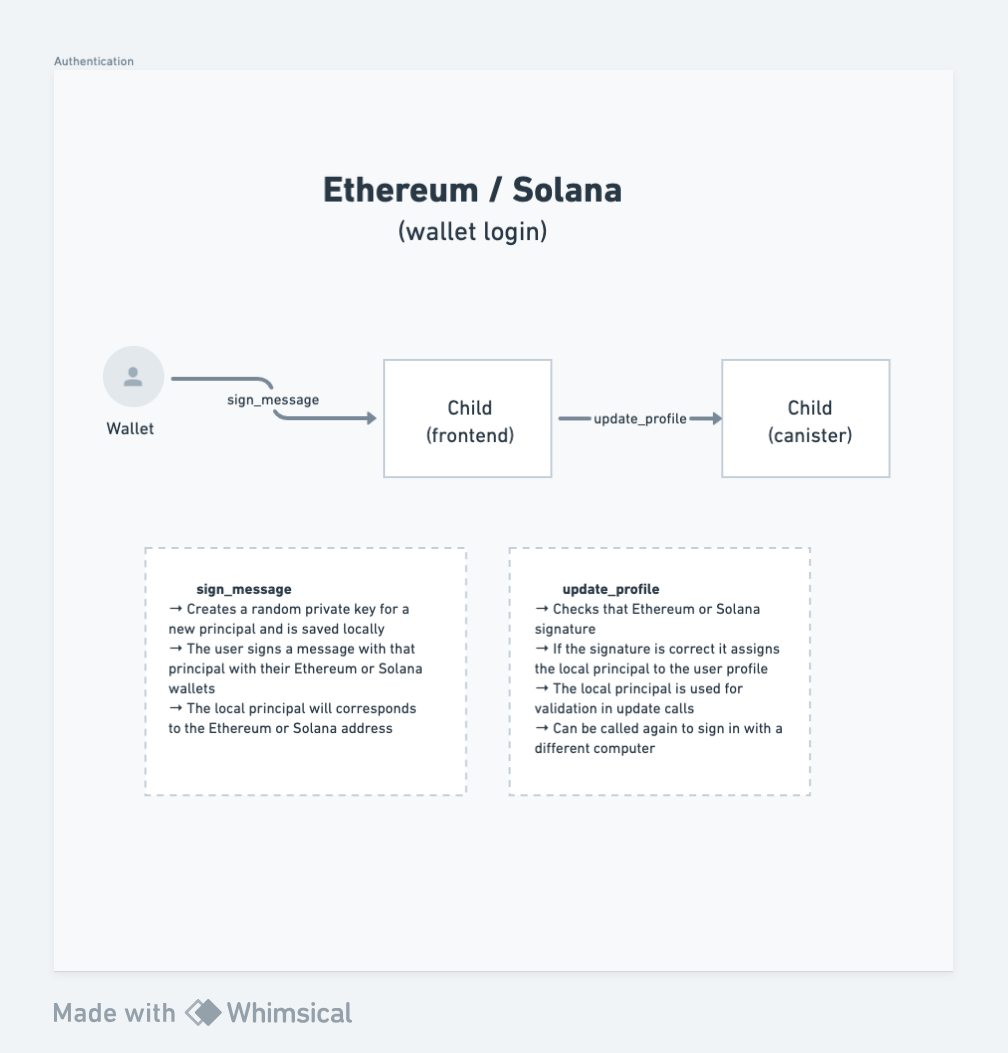 Authentication
Ethereum / Solana
(wallet login)
sign_message
Wallet
Child
(frontend)
update_profile
Child
(canister)
sign_message
→ Creates a random private key for a
new principal and is saved locally
→ The user signs a message with that
principal with their Ethereum or Solana
wallets
→ The local principal will corresponds
to the Ethereum or Solana address
update_profile
→ Checks that Ethereum or Solana
signature
→ If the signature is correct it assigns
the local principal to the user profile
→ The local principal is used for
validation in update calls
→ Can be called again to sign in with a
different computer
Made with Whimsical